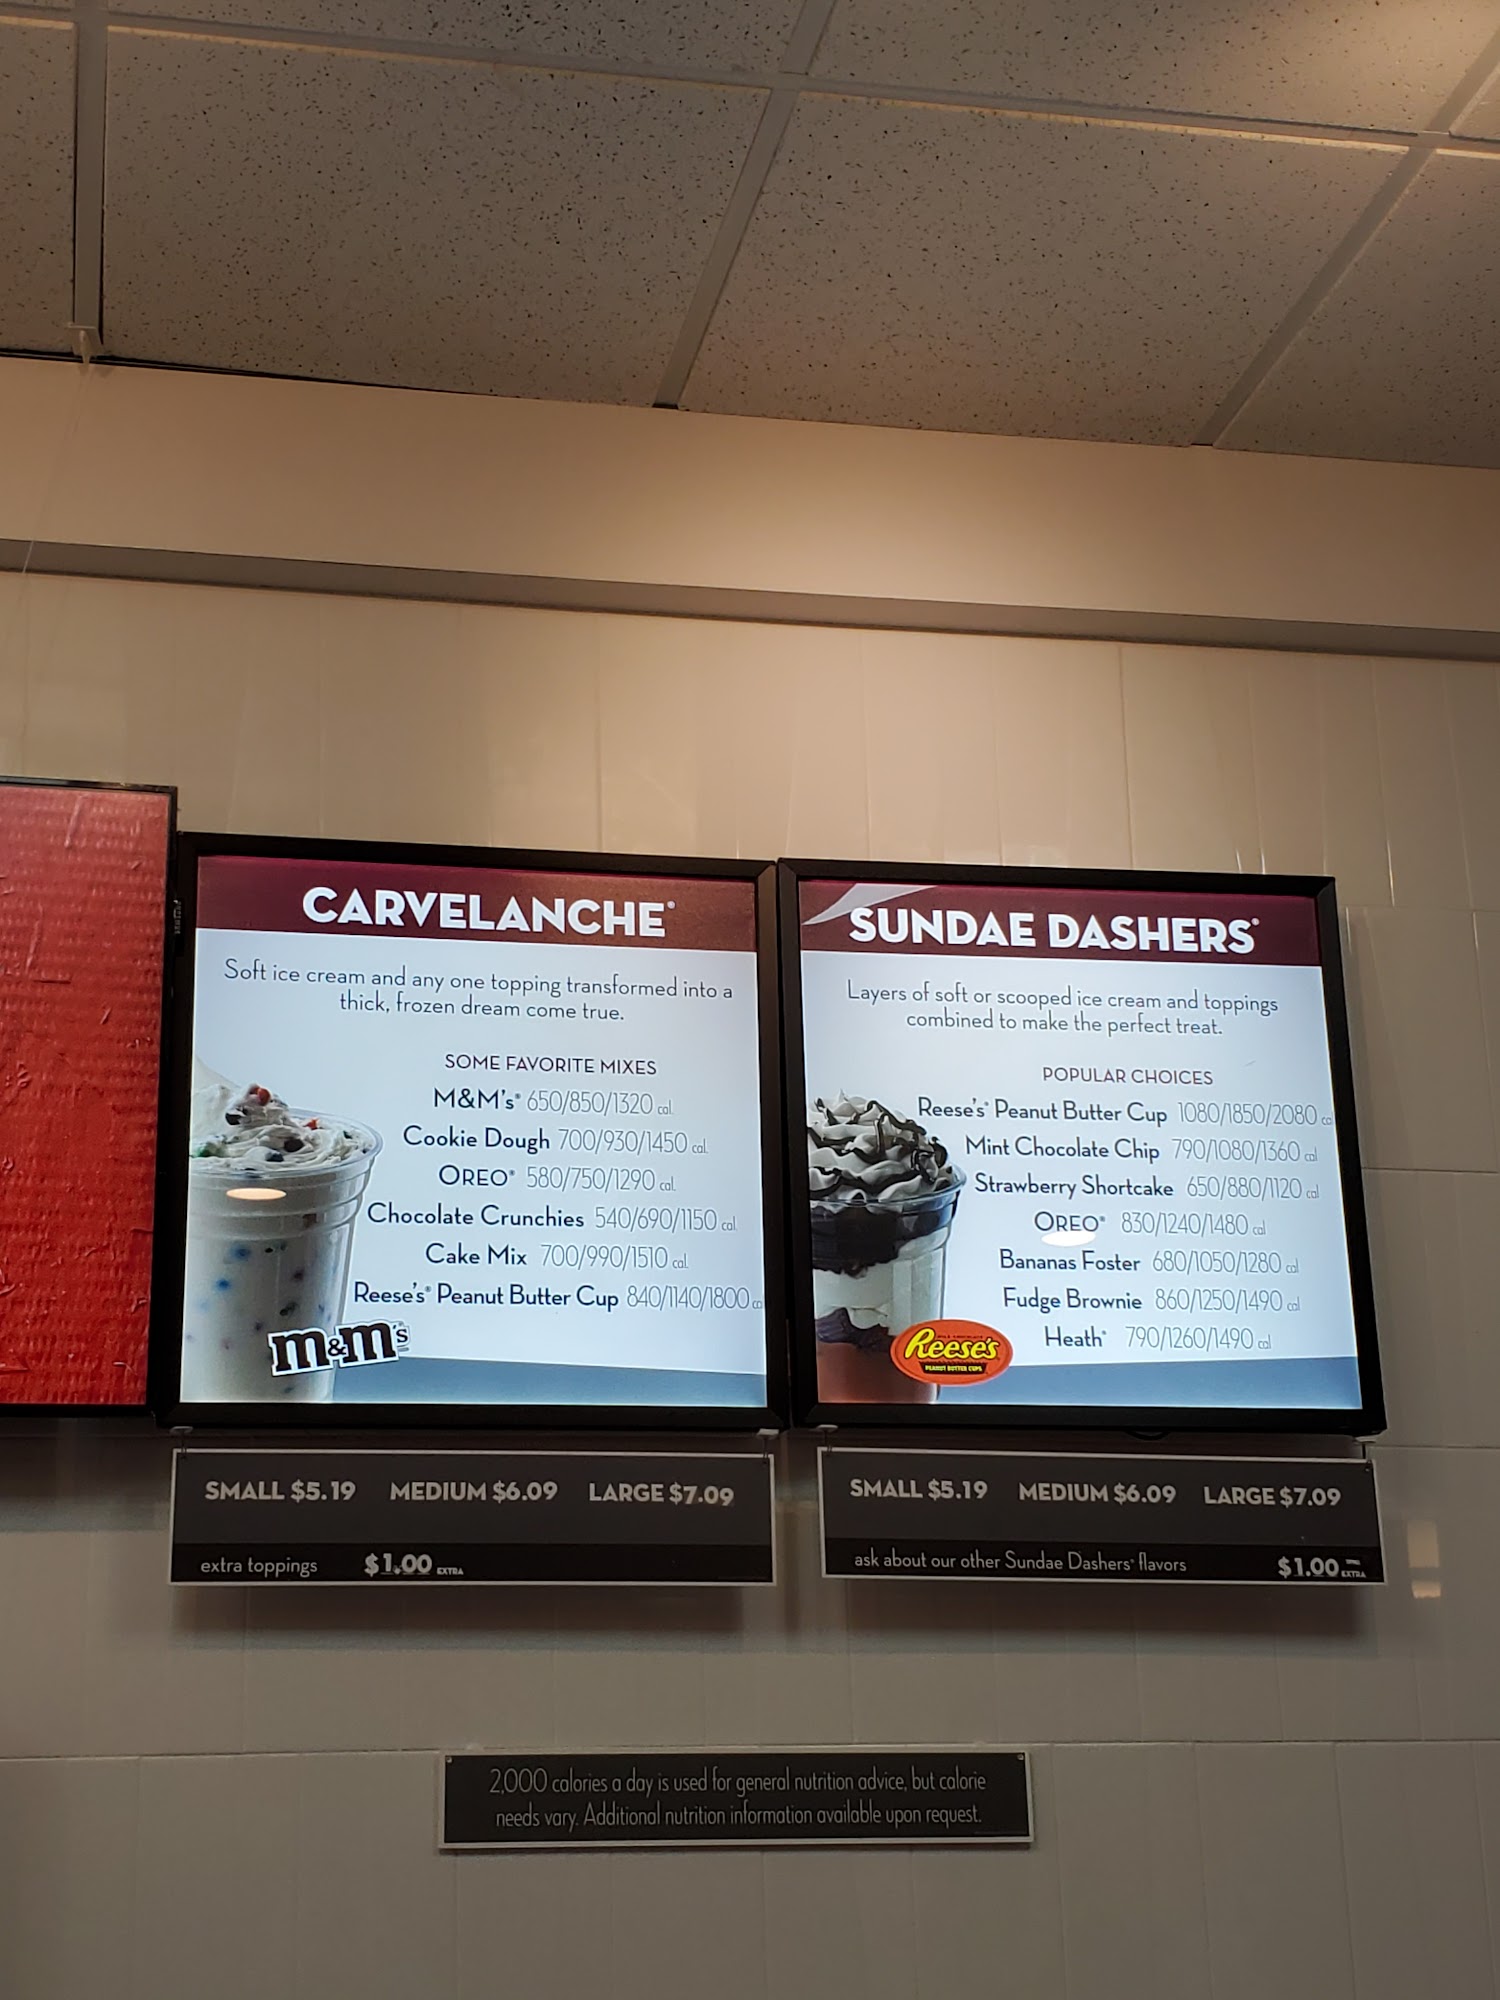 CARVELANCHE®
Soft ice cream and any one topping transformed into a
thick, frozen dream come true.
SOME FAVORITE MIXES
M&M's® 650/850/1320 cal.
Cookie Dough 700/930/1450 cal.
OREO® 580/750/1290 cal.
Chocolate Crunchies 540/690/1150 cal.
Cake Mix 700/990/1510 cal.
Reese's® Peanut Butter Cup 840/1140/1800 ca
m&m's
SMALL $5.19 MEDIUM $6.09 LARGE $7.09
extra toppings $1.00 EXTRA
SUNDAE DASHERS®
Layers of soft or scooped ice cream and toppings
combined to make the perfect treat.
POPULAR CHOICES
Reese's® Peanut Butter Cup 1080/1850/2080 ca
Mint Chocolate Chip 790/1080/1360 cal
Strawberry Shortcake 650/880/1120 cal
OREO® 830/1240/1480 cal
Bananas Foster 680/1050/1280 cal
Fudge Brownie 860/1250/1490 cal
Heath® 790/1260/1490 cal
Reese's
PEANUT BUTTER CUPS
SMALL $5.19 MEDIUM $6.09 LARGE $7.09
ask about our other Sundae Dashers® flavors $1.00 EXTRA
2,000 calories a day is used for general nutrition advice, but calorie
needs vary. Additional nutrition information available upon request.